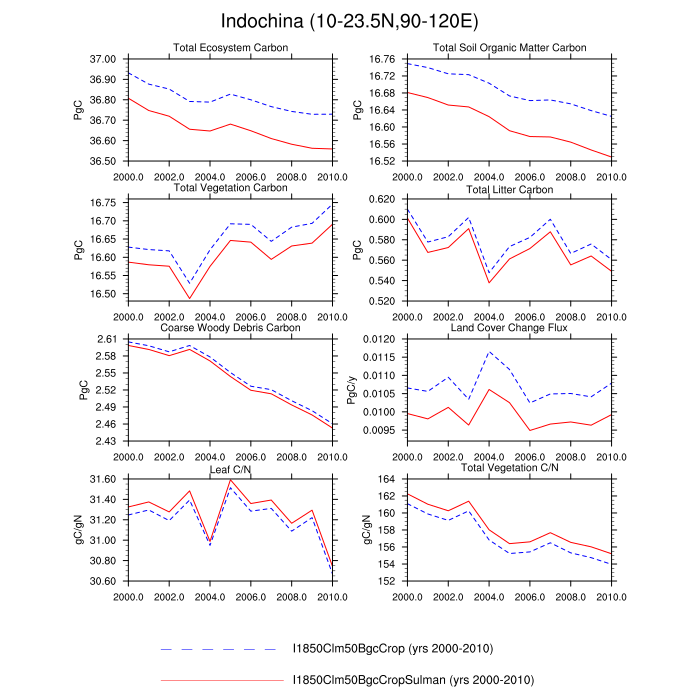 Indochina (10-23.5N,90-120E)
Total Ecosystem Carbon
PgC
37.00
36.90
36.80
36.70
36.60
36.50
2000.0 2002.0 2004.0 2006.0 2008.0 2010.0
Total Soil Organic Matter Carbon
PgC
16.76
16.72
16.68
16.64
16.60
16.56
16.52
2000.0 2002.0 2004.0 2006.0 2008.0 2010.0
Total Vegetation Carbon
PgC
16.75
16.70
16.65
16.60
16.55
16.50
2000.0 2002.0 2004.0 2006.0 2008.0 2010.0
Total Litter Carbon
PgC
0.620
0.600
0.580
0.560
0.540
0.520
2000.0 2002.0 2004.0 2006.0 2008.0 2010.0
Coarse Woody Debris Carbon
PgC
2.61
2.58
2.55
2.52
2.49
2.46
2.43
2000.0 2002.0 2004.0 2006.0 2008.0 2010.0
Land Cover Change Flux
PgC/y
0.0120
0.0115
0.0110
0.0105
0.0100
0.0095
2000.0 2002.0 2004.0 2006.0 2008.0 2010.0
Leaf C/N
gC/gN
31.60
31.40
31.20
31.00
30.80
30.60
2000.0 2002.0 2004.0 2006.0 2008.0 2010.0
Total Vegetation C/N
gC/gN
164
162
160
158
156
154
152
2000.0 2002.0 2004.0 2006.0 2008.0 2010.0
I1850Clm50BgcCrop (yrs 2000-2010)
I1850Clm50BgcCropSulman (yrs 2000-2010)